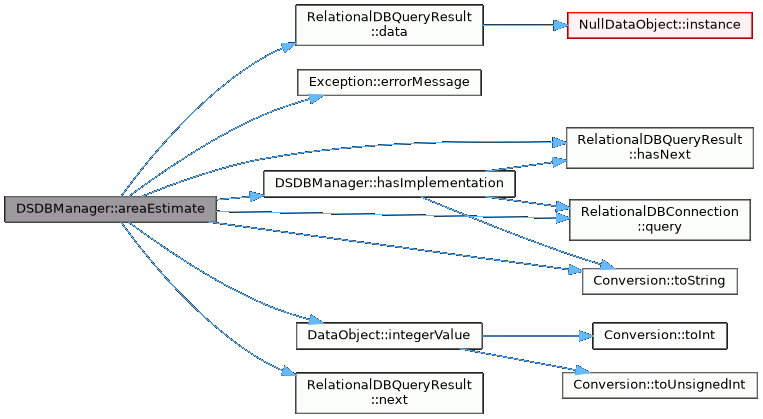 RelationalDBQueryResult
::data
NullDataObject::instance
Exception::errorMessage
RelationalDBQueryResult
::hasNext
DSDBManager::hasImplementation
DSDBManager::areaEstimate
RelationalDBConnection
::query
Conversion::toString
DataObject::integerValue
Conversion::toInt
RelationalDBQueryResult
::next
Conversion::toUnsignedInt